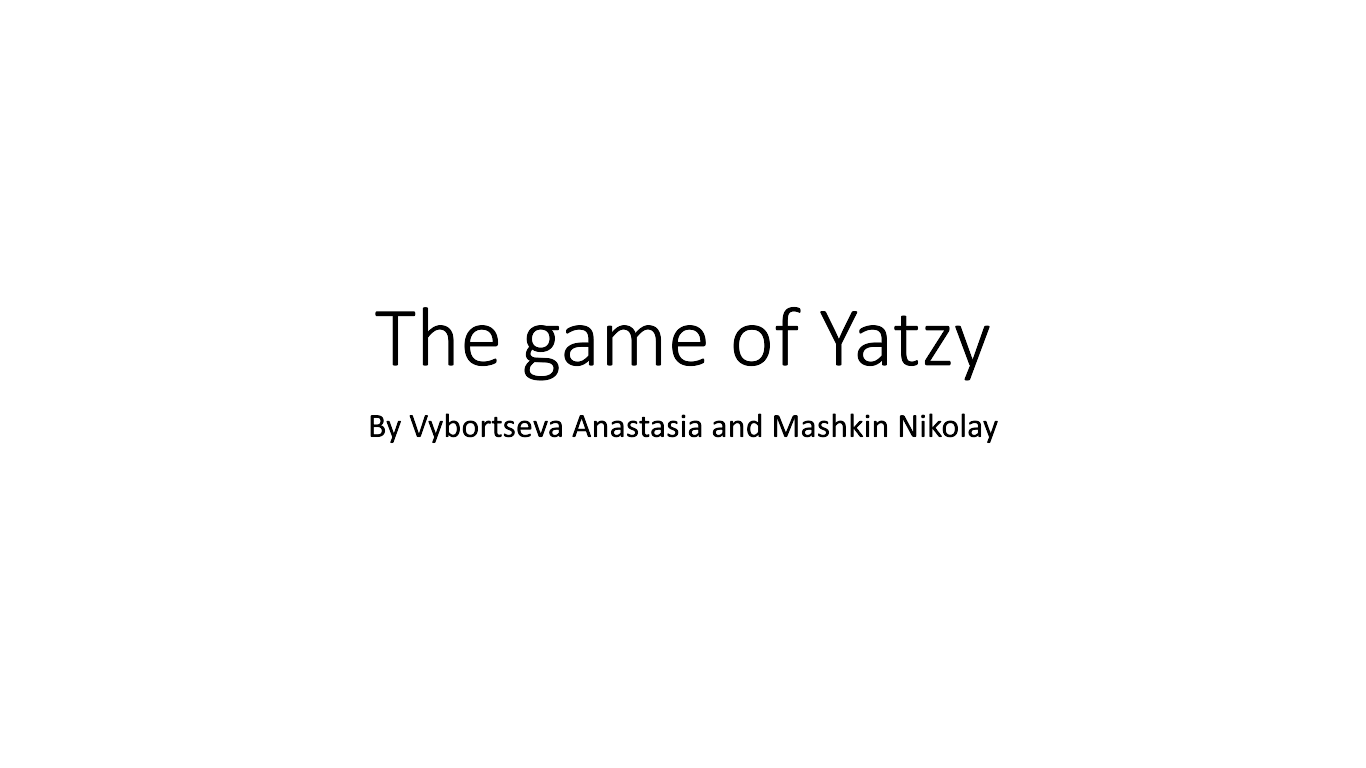 The game of Yatzy
By Vybortseva Anastasia and Mashkin Nikolay